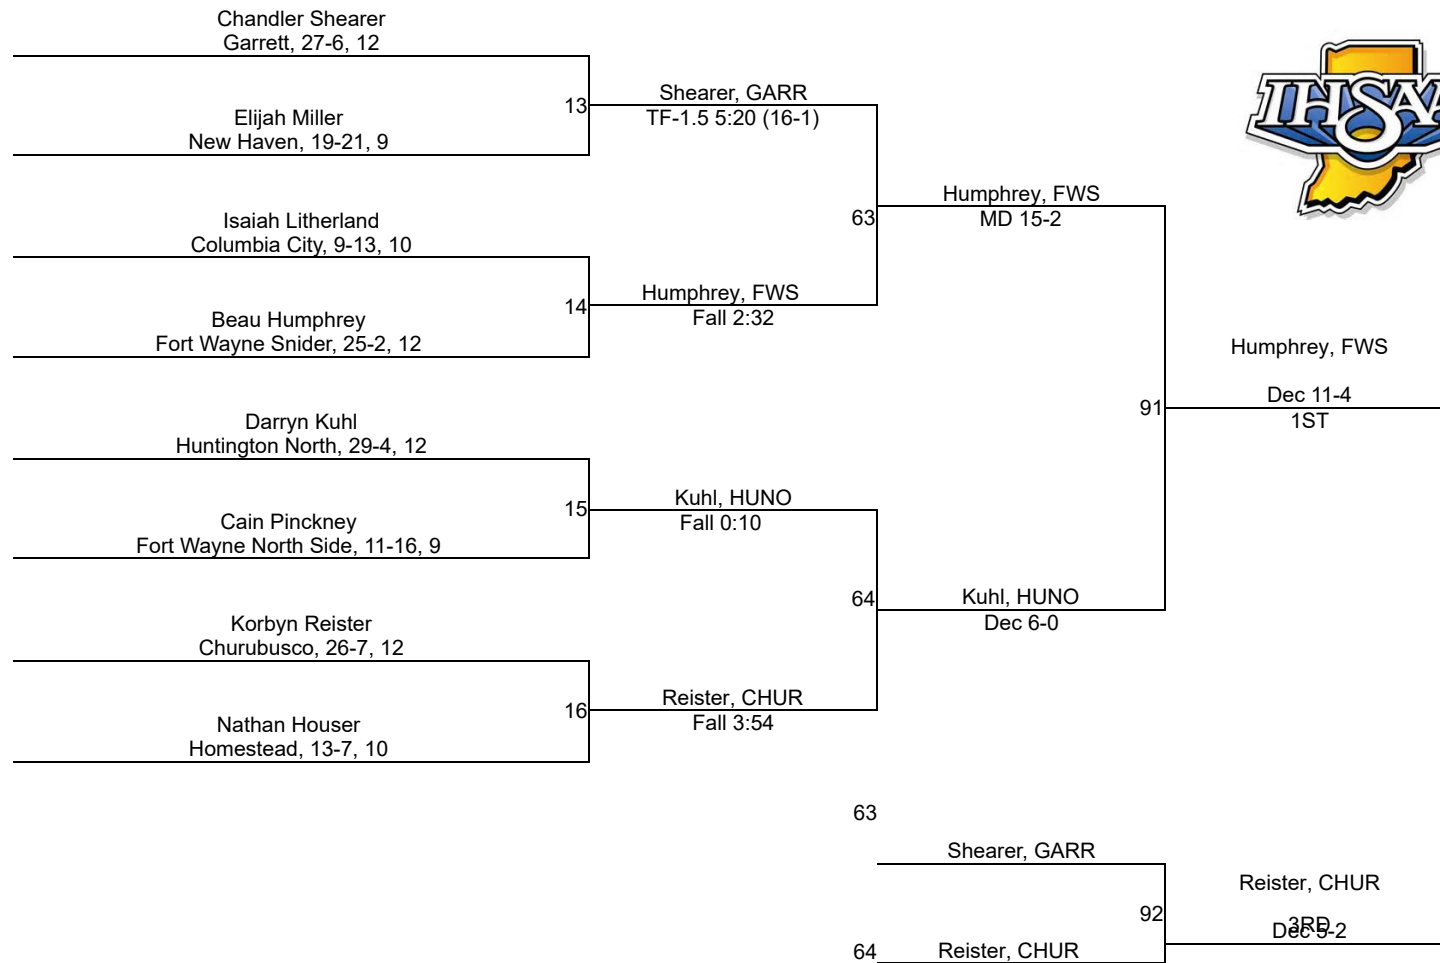 Chandler Shearer
Garrett, 27-6, 12
13
Elijah Miller
New Haven, 19-21, 9
Shearer, GARR
TF-1.5 5:20 (16-1)
Isaiah Litherland
Columbia City, 9-13, 10
14
Beau Humphrey
Fort Wayne Snider, 25-2, 12
Humphrey, FWS
Fall 2:32
63
Humphrey, FWS
MD 15-2
Darryn Kuhl
Huntington North, 29-4, 12
15
Cain Pinckney
Fort Wayne North Side, 11-16, 9
Kuhl, HUNO
Fall 0:10
Korbyn Reister
Churubusco, 26-7, 12
16
Nathan Houser
Homestead, 13-7, 10
Reister, CHUR
Fall 3:54
64
Kuhl, HUNO
Dec 6-0
91
Humphrey, FWS
Dec 11-4
1ST
IHSAA
63
Shearer, GARR
92
64
Reister, CHUR
Reister, CHUR
3RD
Dec 5-2